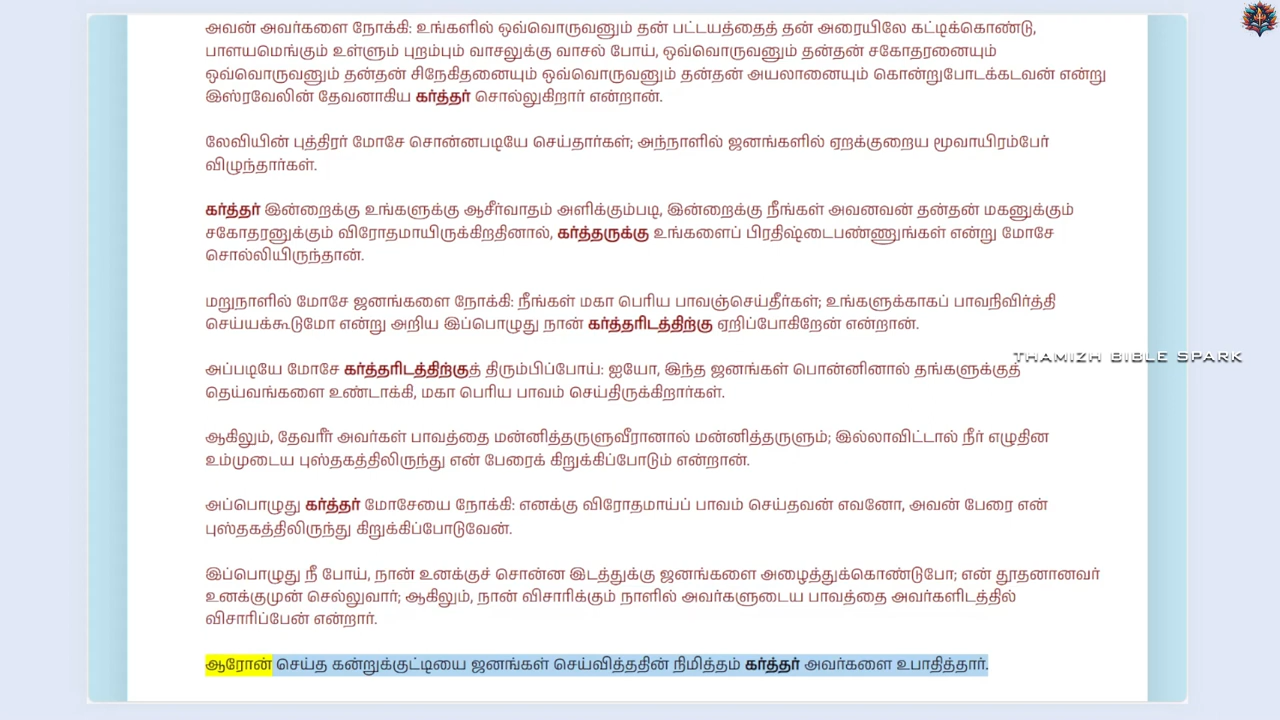 அவன் அவர்களை நோக்கி: உங்களில் ஒவ்வொருவனும் தன் பட்டயத்தைத் தன் அரையிலே கட்டிக்கொண்டு,
பாளயமெங்கும் உள்ளும் புறம்பும் வாசலுக்கு வாசல் போய், ஒவ்வொருவனும் தன்தன் சகோதரனையும்
ஒவ்வொருவனும் தன்தன் சிநேகிதனையும் ஒவ்வொருவனும் தன்தன் அயலானையும் கொன்றுபோடக்கடவன் என்று
இஸ்ரவேலின் தேவனாகிய கர்த்தர் சொல்லுகிறார் என்றான்.
லேவியின் புத்திரர் மோசே சொன்னபடியே செய்தார்கள்; அந்நாளில் ஜனங்களில் ஏறக்குறைய மூவாயிரம்பேர்
விழுந்தார்கள்.
கர்த்தர் இன்றைக்கு உங்களுக்கு ஆசீர்வாதம் அளிக்கும்படி, இன்றைக்கு நீங்கள் அவனவன் தன்தன் மகனுக்கும்
சகோதரனுக்கும் விரோதமாயிருக்கிறதினால், கர்த்தருக்கு உங்களைப் பிரதிஷ்டைபண்ணுங்கள் என்று மோசே
சொல்லியிருந்தான்.
மறுநாளில் மோசே ஜனங்களை நோக்கி: நீங்கள் மகா பெரிய பாவஞ்செய்தீர்கள்; உங்களுக்காகப் பாவநிவிர்த்தி
செய்யக்கூடுமோ என்று அறிய இப்பொழுது நான் கர்த்தரிடத்திற்கு ஏறிப்போகிறேன் என்றான்.
THAMIZH BIBLE SPARK
அப்படியே மோசே கர்த்தரிடத்திற்குத் திரும்பிப்போய்: ஐயோ, இந்த ஜனங்கள் பொன்னினால் தங்களுக்குத்
தெய்வங்களை உண்டாக்கி, மகா பெரிய பாவம் செய்திருக்கிறார்கள்.
ஆகிலும், தேவரீர் அவர்கள் பாவத்தை மன்னித்தருளுவீரானால் மன்னித்தருளும்; இல்லாவிட்டால் நீர் எழுதின
உம்முடைய புஸ்தகத்திலிருந்து என் பேரைக் கிறுக்கிப்போடும் என்றான்.
அப்பொழுது கர்த்தர் மோசேயை நோக்கி: எனக்கு விரோதமாய்ப் பாவம் செய்தவன் எவனோ, அவன் பேரை என்
புஸ்தகத்திலிருந்து கிறுக்கிப்போடுவேன்.
இப்பொழுது நீ போய், நான் உனக்குச் சொன்ன இடத்துக்கு ஜனங்களை அழைத்துக்கொண்டுபோ; என் தூதனானவர்
உனக்குமுன் செல்லுவார்; ஆகிலும், நான் விசாரிக்கும் நாளில் அவர்களுடைய பாவத்தை அவர்களிடத்தில்
விசாரிப்பேன் என்றார்.
ஆரோன் செய்த கன்றுக்குட்டியை ஜனங்கள் செய்வித்ததின் நிமித்தம் கர்த்தர் அவர்களை உபாதித்தார்.